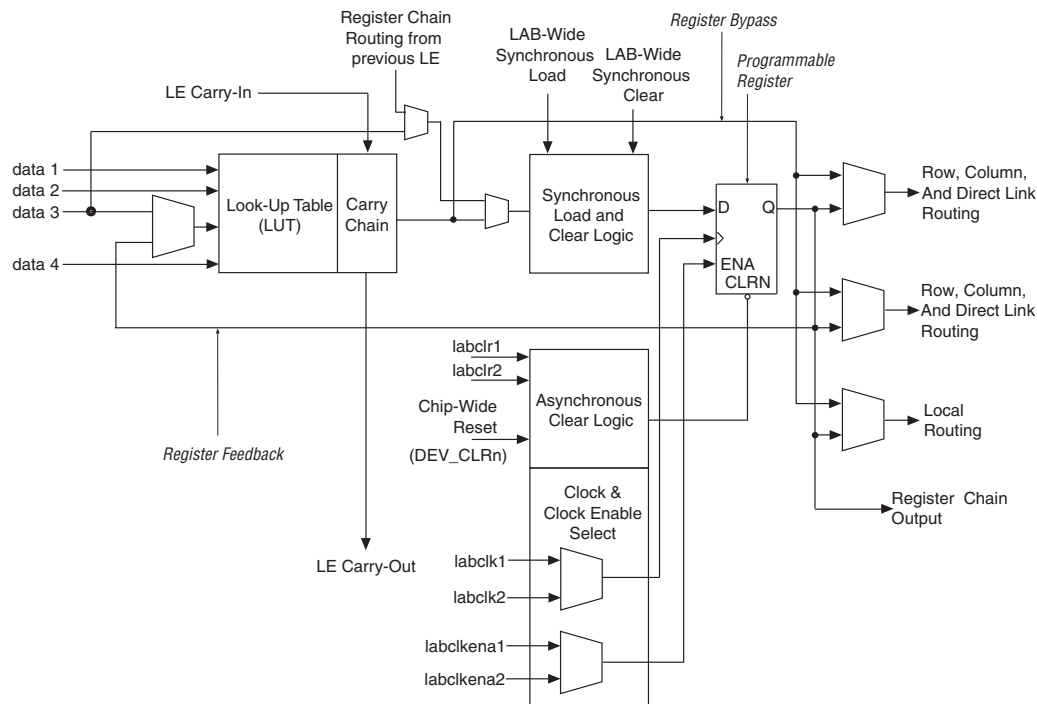 Register Chain
Routing from
previous LE
LAB-Wide
Synchronous
Load
LAB-Wide
Synchronous
Clear
Register Bypass
Programmable
Register
LE Carry-In
data 1
data 2
data 3
data 4
Look-Up Table
(LUT)
Carry
Chain
Synchronous
Load and
Clear Logic
D
Q
ENA
CLRN
Row, Column,
And Direct Link
Routing
Row, Column,
And Direct Link
Routing
Local
Routing
Register Chain
Output
labclr1
labclr2
Chip-Wide
Reset
(DEV_CLRn)
Asynchronous
Clear Logic
Register Feedback
Clock &
Clock Enable
Select
LE Carry-Out
labclk1
labclk2
labclkena1
labclkena2